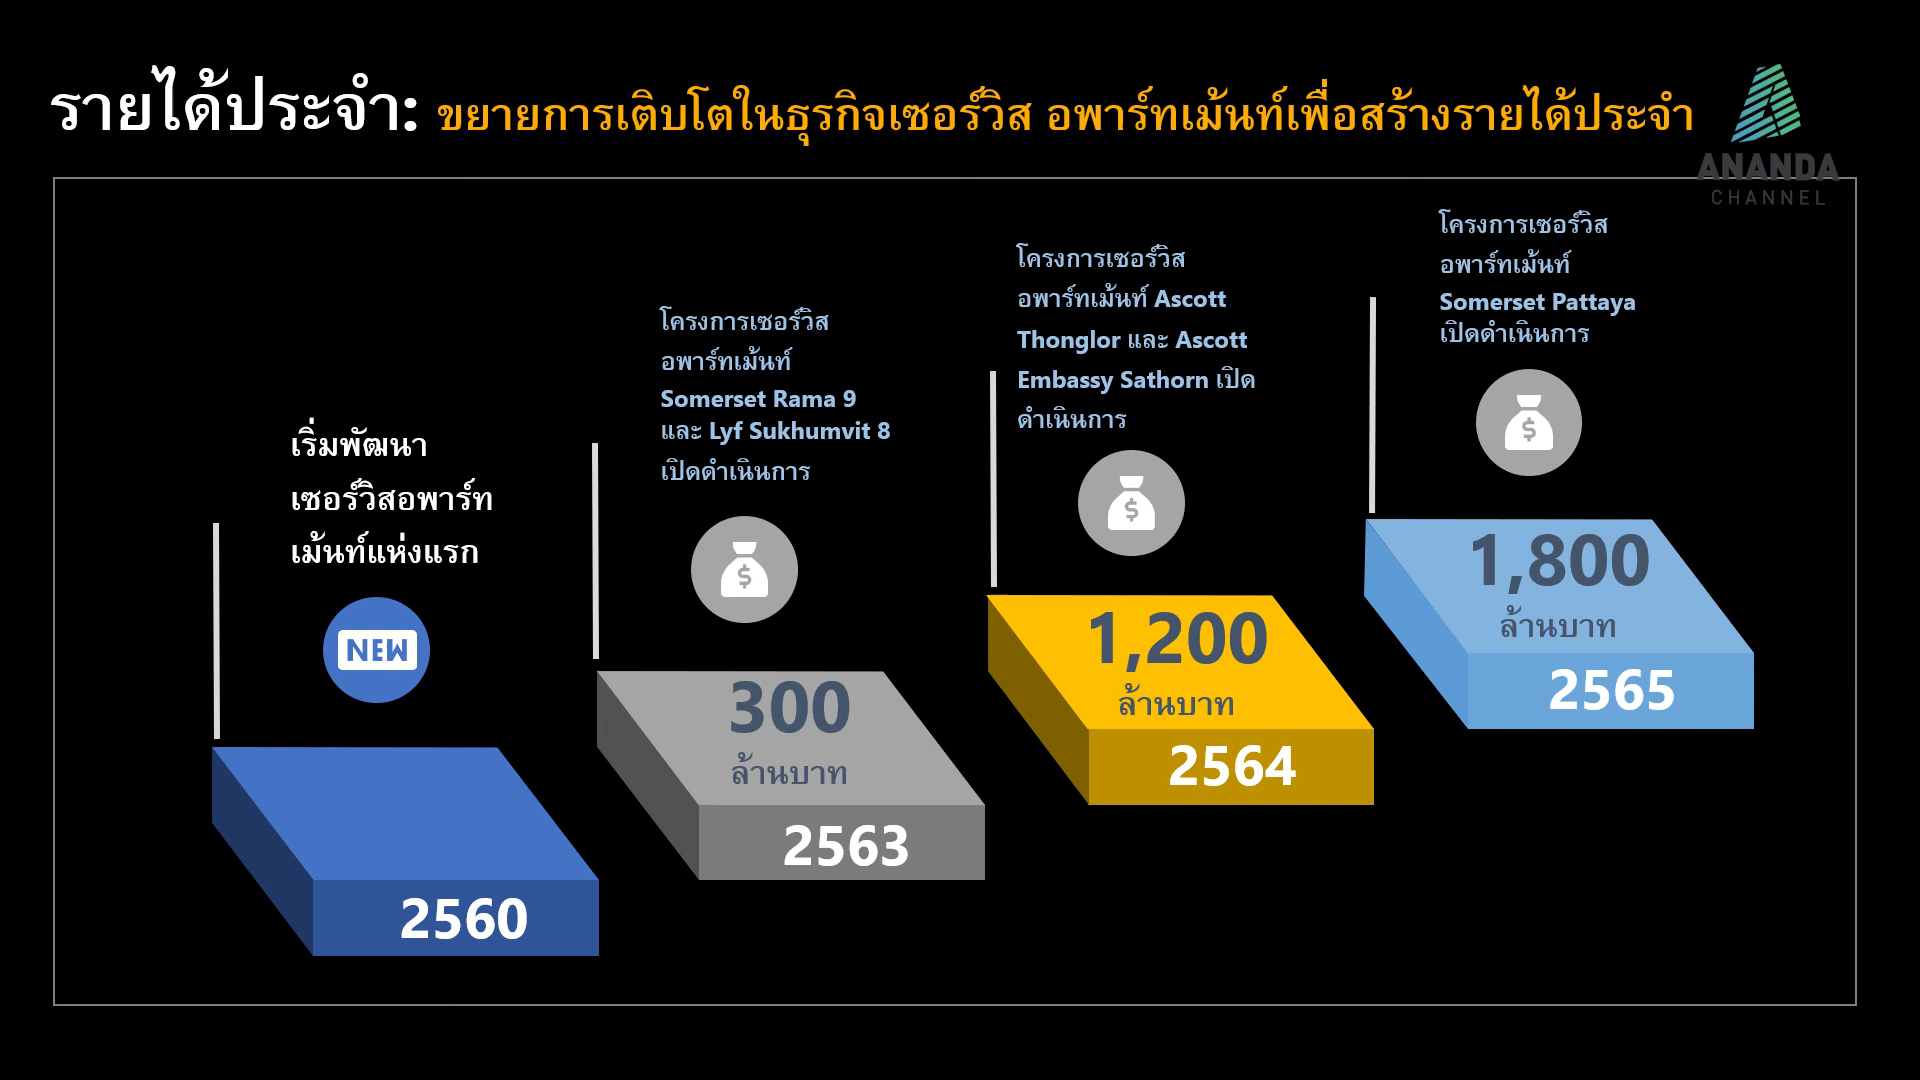 รายได้ประจำ: ขยายการเติบโตในธุรกิจเซอร์วิส อพาร์ทเม้นท์เพื่อสร้างรายได้ประจำ
ANANDA
CHANNEL
เริ่มพัฒนา
เซอร์วิสอพาร์ท
เม้นท์แห่งแรก
NEW
2560
โครงการเซอร์วิส
อพาร์ทเม้นท์
Somerset Rama 9
และ Lyf Sukhumvit 8
เปิดดำเนินการ
$
300
ล้านบาท
2563
โครงการเซอร์วิส
อพาร์ทเม้นท์ Ascott
Thonglor และ Ascott
Embassy Sathorn เปิด
ดำเนินการ
$
1,200
ล้านบาท
2564
โครงการเซอร์วิส
อพาร์ทเม้นท์
Somerset Pattaya
เปิดดำเนินการ
$
1,800
ล้านบาท
2565